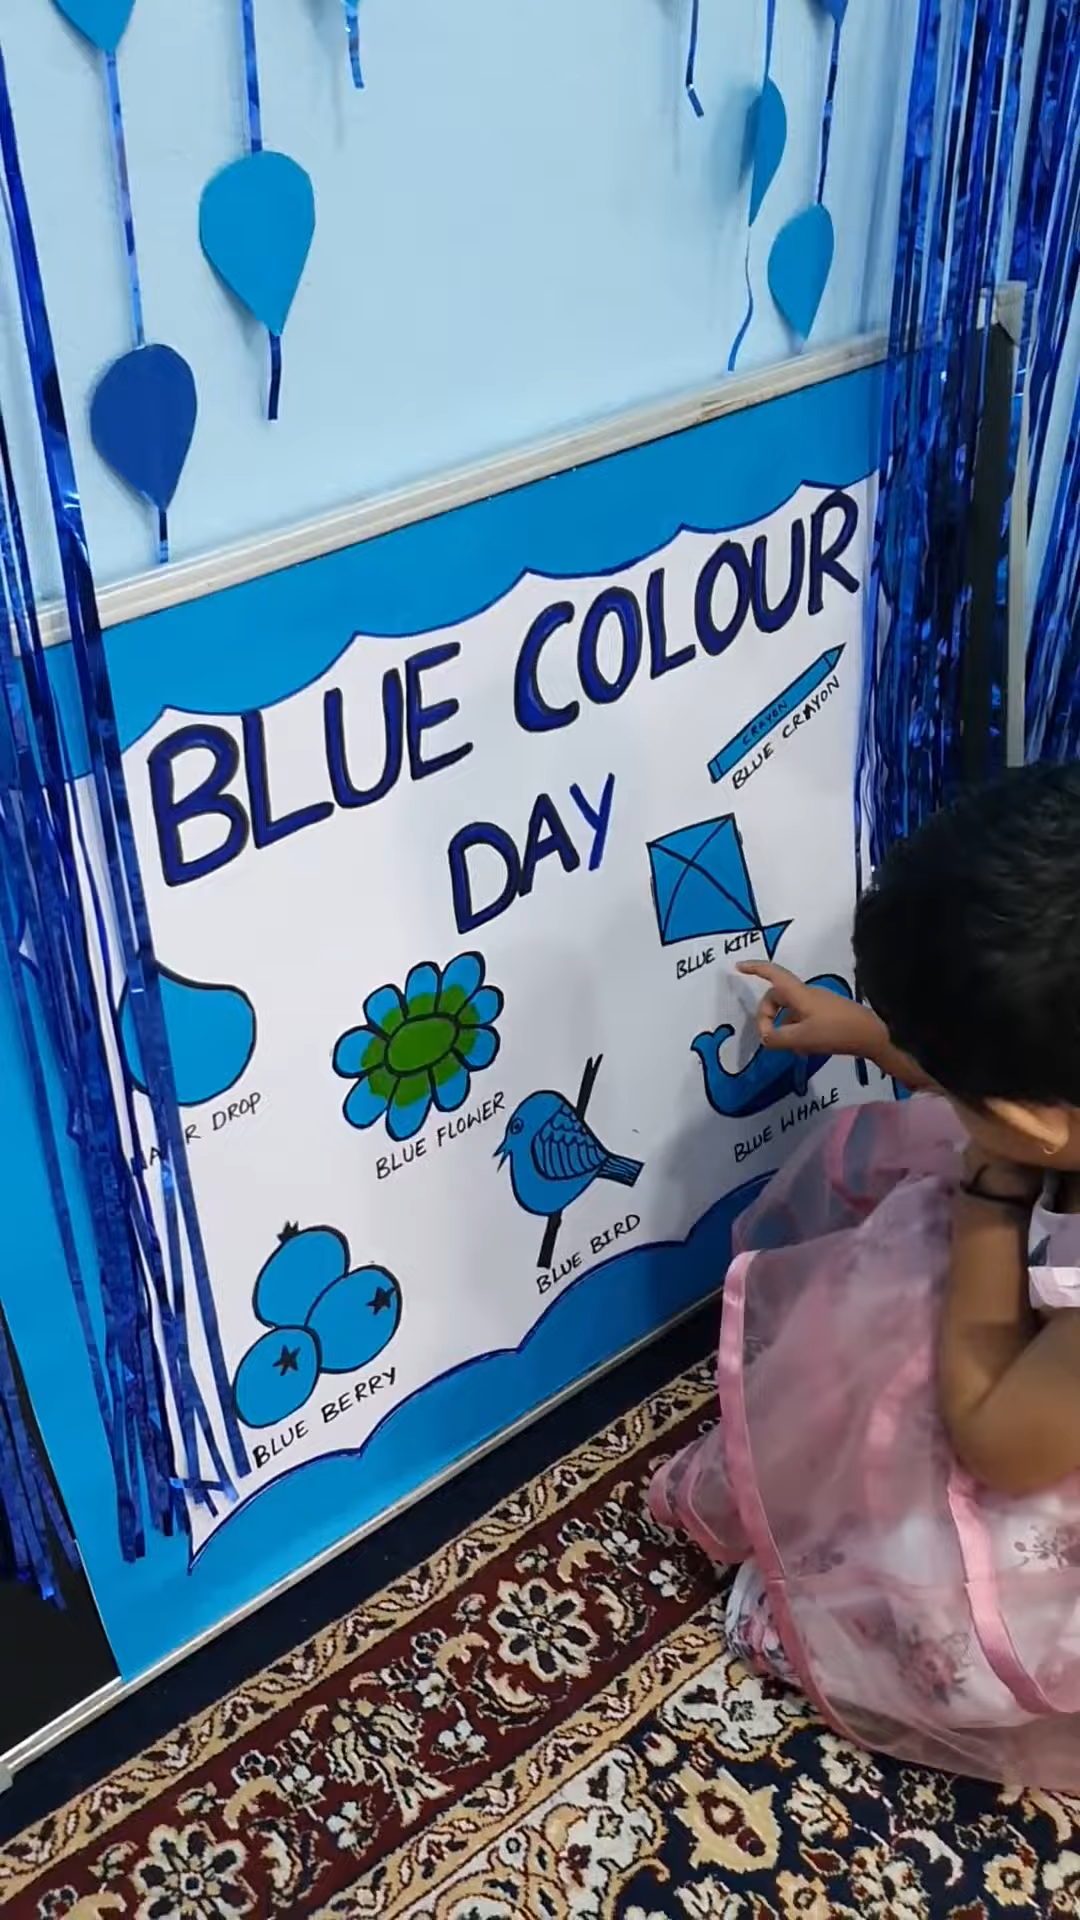 BLUE COLOUR
DAY
CRAYON
BLUE CRAYON
BLUE KITE
DROP
BLUE FLOWER
BLUE WHALE
BLUE BIRD
BLUE BERRY